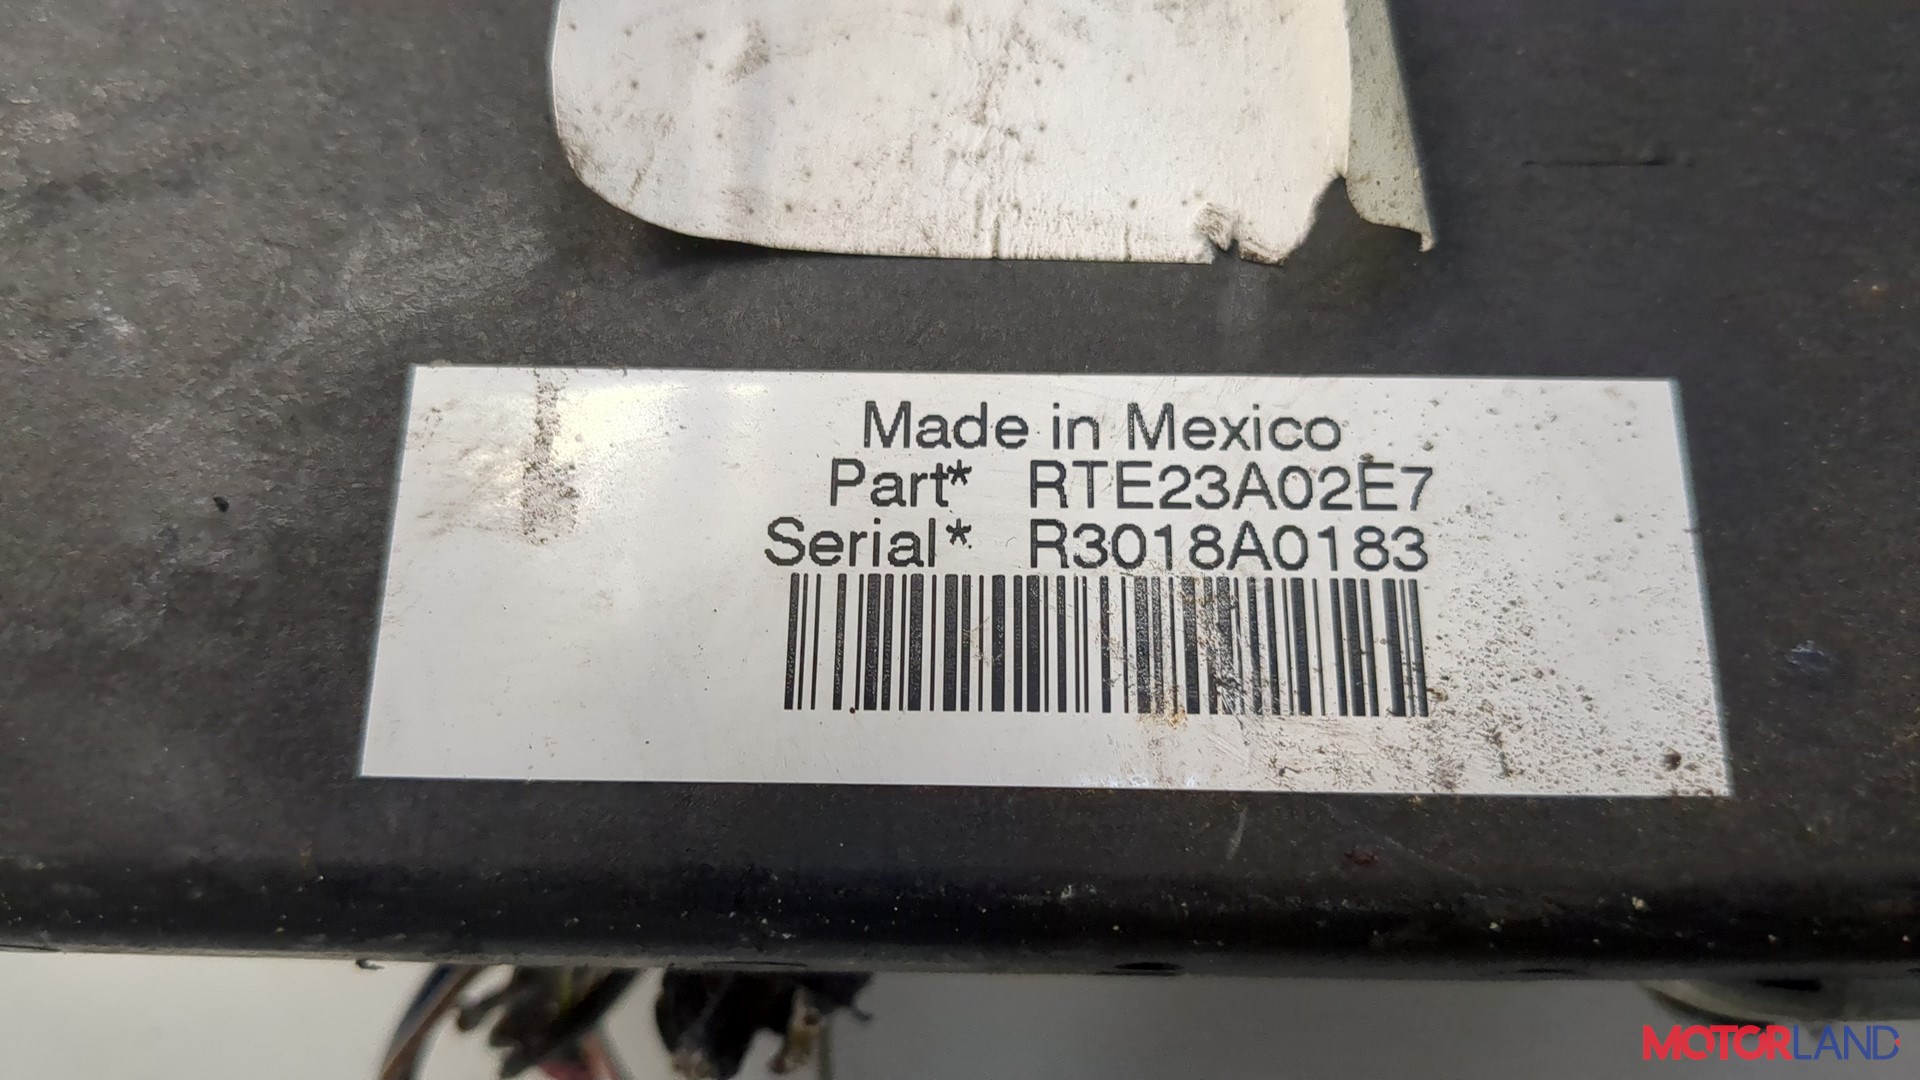 Made in Mexico
Part* RTE23A02E7
Serial* R3018A0183
MOTORLAND